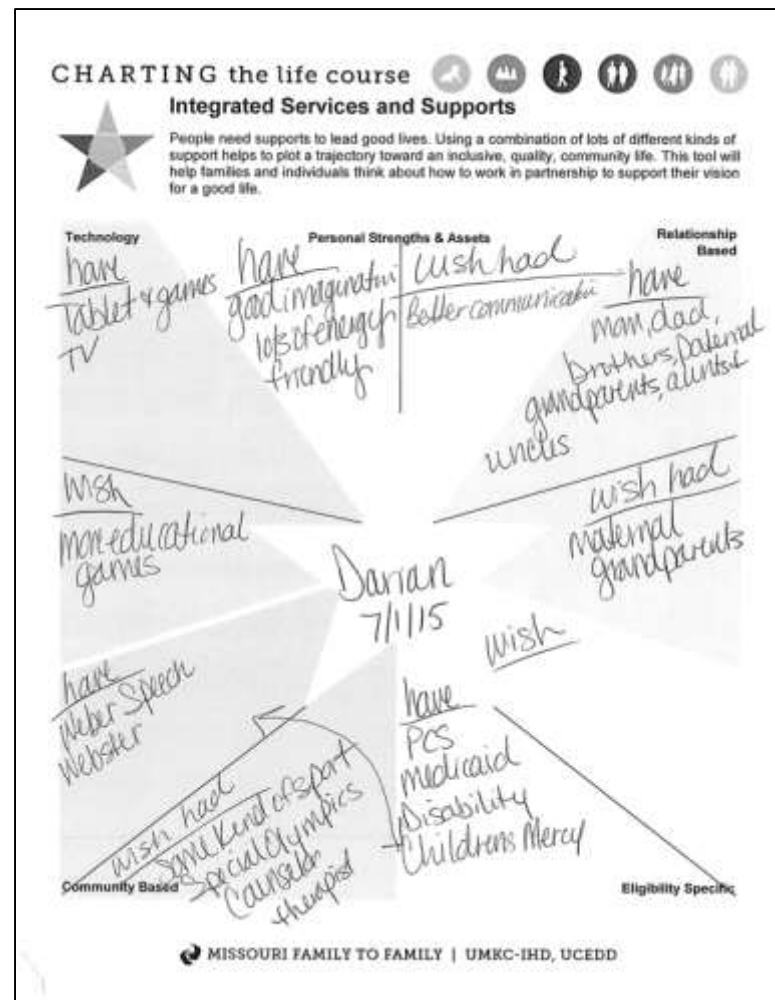 CHARTING the life course
Integrated Services and Supports
People need supports to lead good lives. Using a combination of lots of different kinds of
support helps to plot a trajectory toward an inclusive, quality, community life. This tool will
help families and individuals think about how to work in partnership to support their vision
for a good life.
Technology
have
Tablet & games
TV
wish
more educational
games
Personal Strengths & Assets
have
good imagination
lots of energy
friendly
wish had
Better communication
Relationship
Based
have
mom, dad,
brothers, paternal
grandparents, aunts &
uncles
wish had
maternal
grandparents
Darian
7/1/15
have
Weber Speech
Webster
wish had
Some kind of sport
Special Olympics
Counselor
therapist
Community Based
wish
have
PCS
Medicaid
Disability
Childrens Mercy
Eligibility Specific
MISSOURI FAMILY TO FAMILY | UMKC-IHD, UCEDD